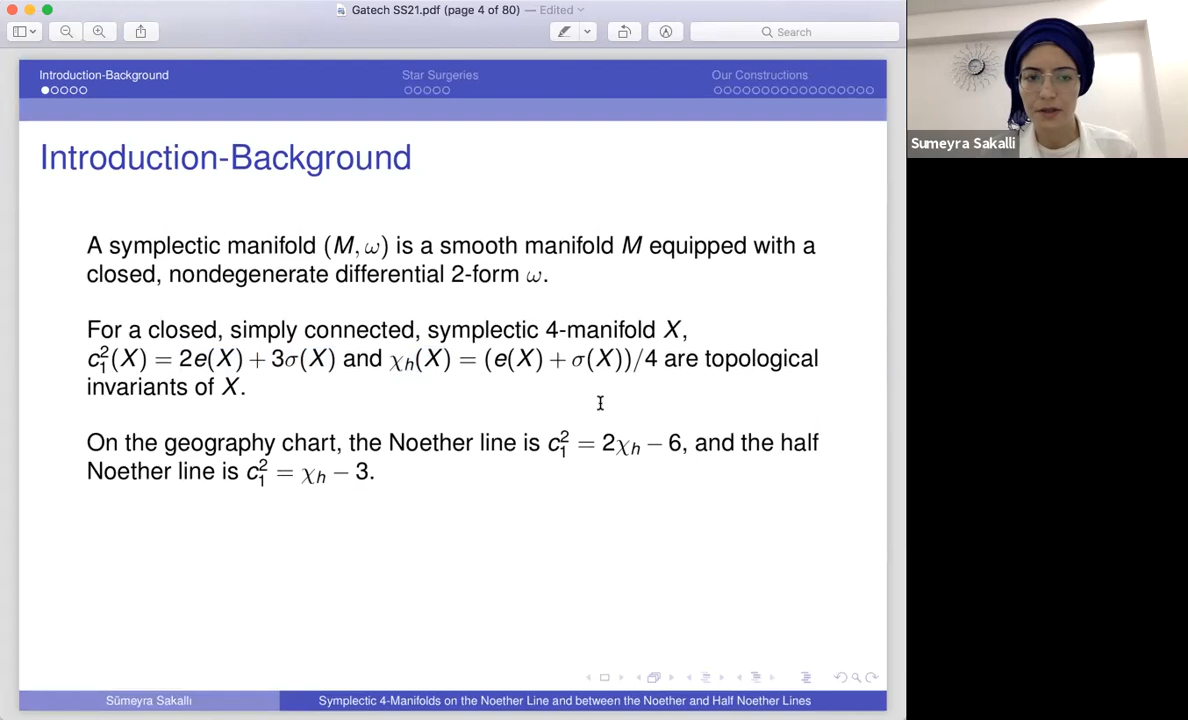 Gatech SS21.pdf (page 4 of 80) — Edited
Search
Introduction-Background
Star Surgeries
Our Constructions
Introduction-Background
A symplectic manifold (M, ω) is a smooth manifold M equipped with a
closed, nondegenerate differential 2-form ω.
For a closed, simply connected, symplectic 4-manifold X,
c₁²(X) = 2e(X) + 3σ(X) and χₕ(X) = (e(X) + σ(X))/4 are topological
invariants of X.
On the geography chart, the Noether line is c₁² = 2χₕ − 6, and the half
Noether line is c₁² = χₕ − 3.
Sümeyra Sakallı
Symplectic 4-Manifolds on the Noether Line and between the Noether and Half Noether Lines
Sumeyra Sakalli